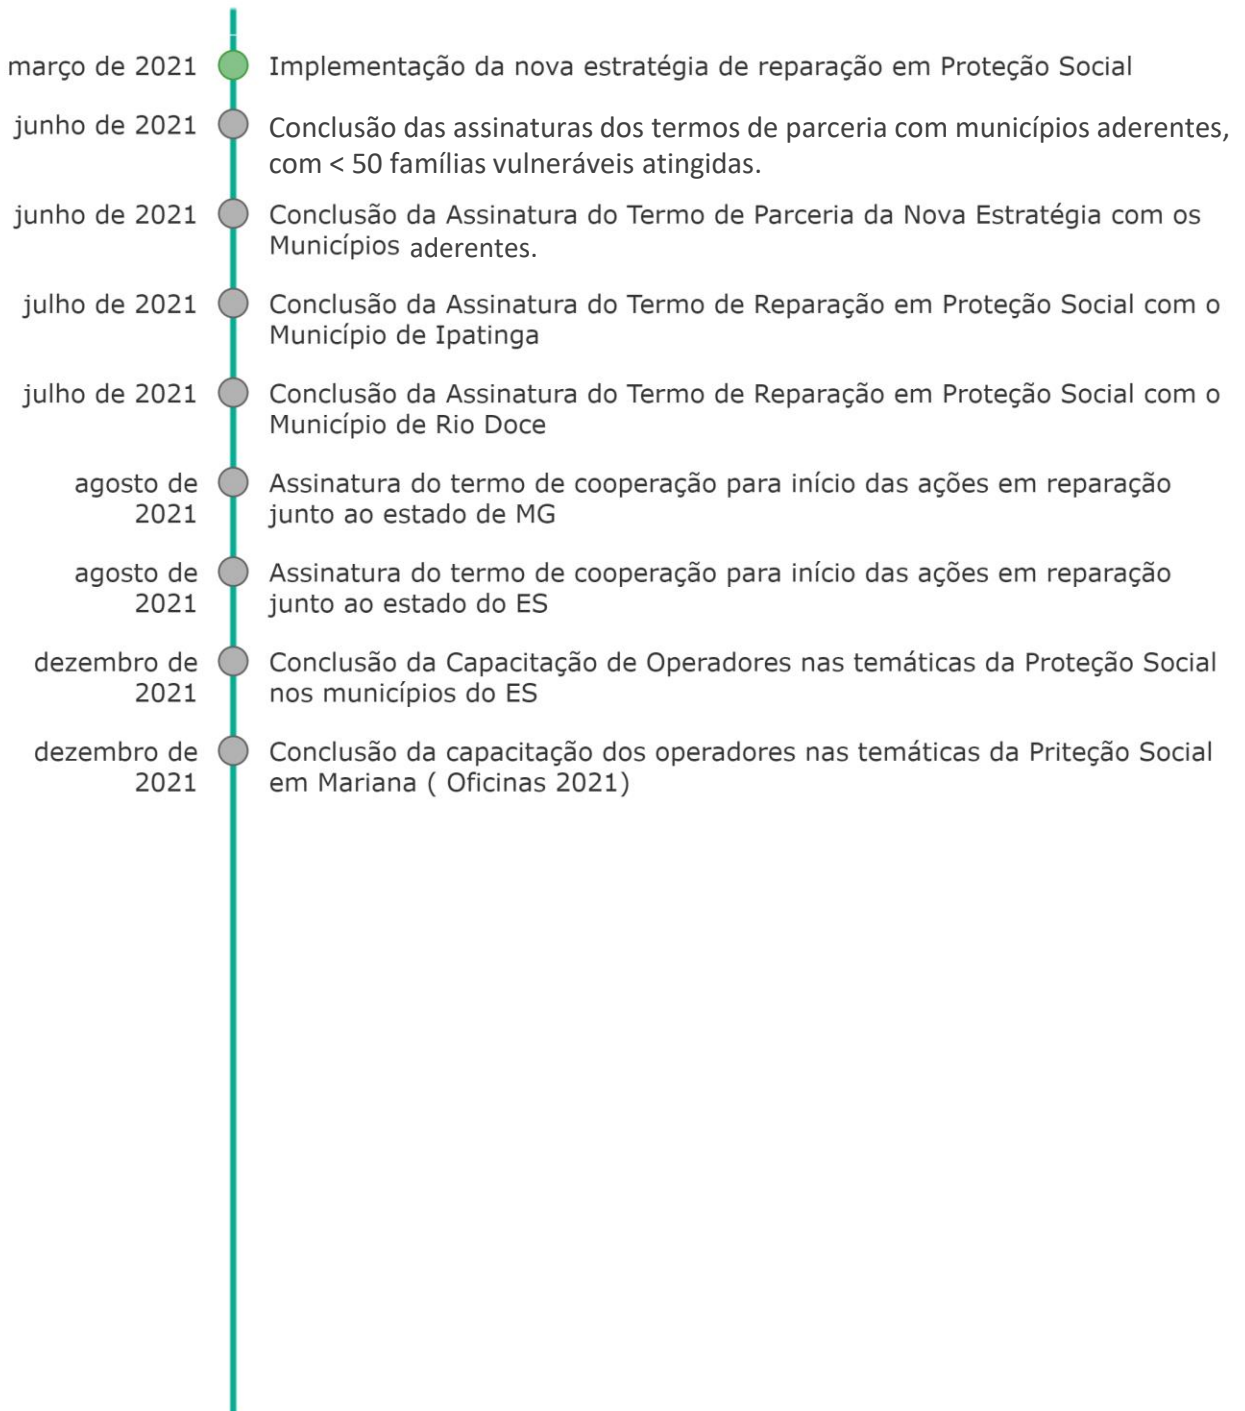 março de 2021 Implementação da nova estratégia de reparação em Proteção Social
junho de 2021 Conclusão das assinaturas dos termos de parceria com municípios aderentes,
com < 50 famílias vulneráveis atingidas.
junho de 2021 Conclusão da Assinatura do Termo de Parceria da Nova Estratégia com os
Municípios aderentes.
julho de 2021 Conclusão da Assinatura do Termo de Reparação em Proteção Social com o
Município de Ipatinga
julho de 2021 Conclusão da Assinatura do Termo de Reparação em Proteção Social com o
Município de Rio Doce
agosto de Assinatura do termo de cooperação para início das ações em reparação
2021 junto ao estado de MG
agosto de Assinatura do termo de cooperação para início das ações em reparação
2021 junto ao estado do ES
dezembro de Conclusão da Capacitação de Operadores nas temáticas da Proteção Social
2021 nos municípios do ES
dezembro de Conclusão da capacitação dos operadores nas temáticas da Priteção Social
2021 em Mariana ( Oficinas 2021)